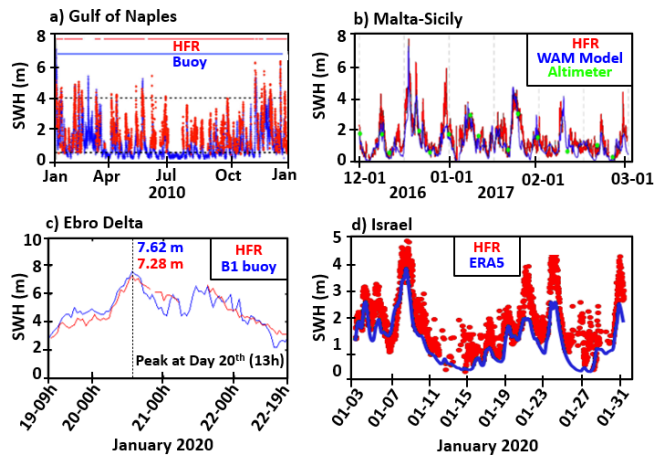 a) Gulf of Naples
HFR
Buoy
SWH (m)
8
6
4
2
0
Jan Apr Jul Oct Jan
2010
b) Malta-Sicily
HFR
WAM Model
Altimeter
SWH (m)
8
6
4
2
0
12-01 01-01 02-01 03-01
2016 2017
c) Ebro Delta
7.62 m
7.28 m
HFR
B1 buoy
SWH (m)
10
8
6
4
2
0
Peak at Day 20th (13h)
19-09h 20-00h 21-00h 22-19h
January 2020
d) Israel
HFR
ERA5
SWH (m)
5
4
3
2
1
0
01-03 01-07 01-12 01-15 01-19 01-24 01-27 01-31
January 2020